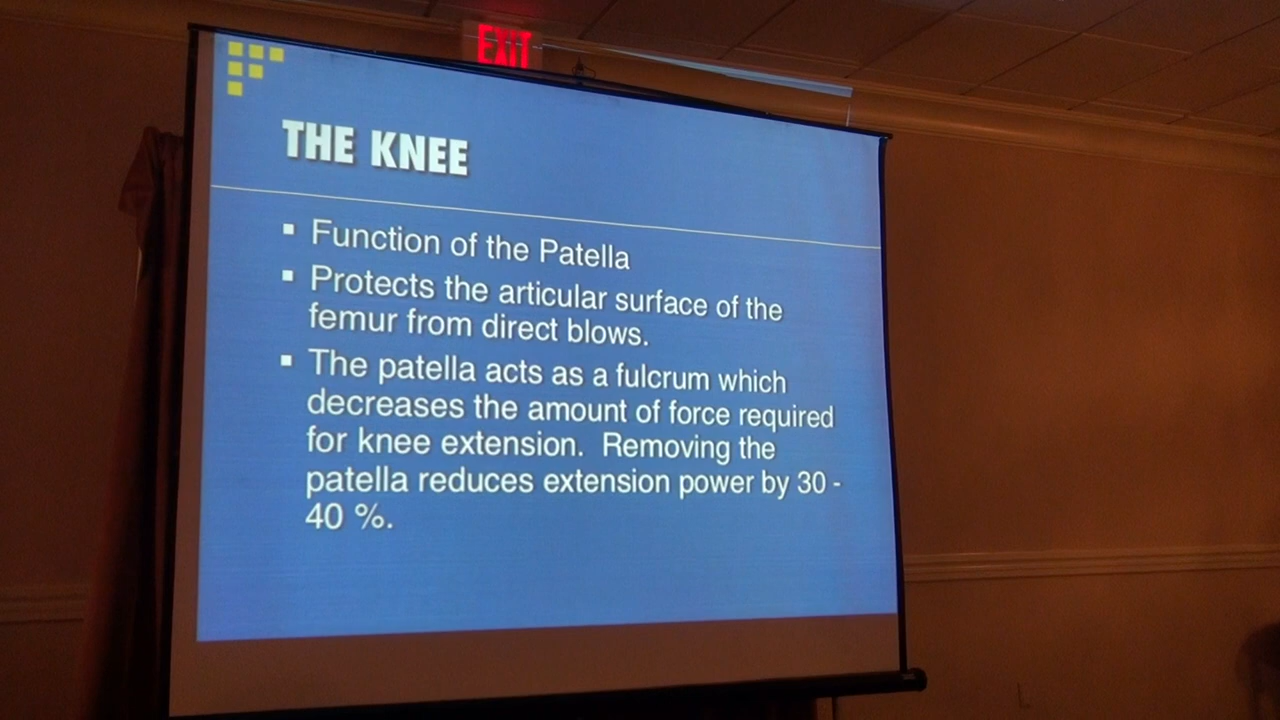 EXIT
THE KNEE
▪ Function of the Patella
▪ Protects the articular surface of the
femur from direct blows.
▪ The patella acts as a fulcrum which
decreases the amount of force required
for knee extension.  Removing the
patella reduces extension power by 30 -
40 %.